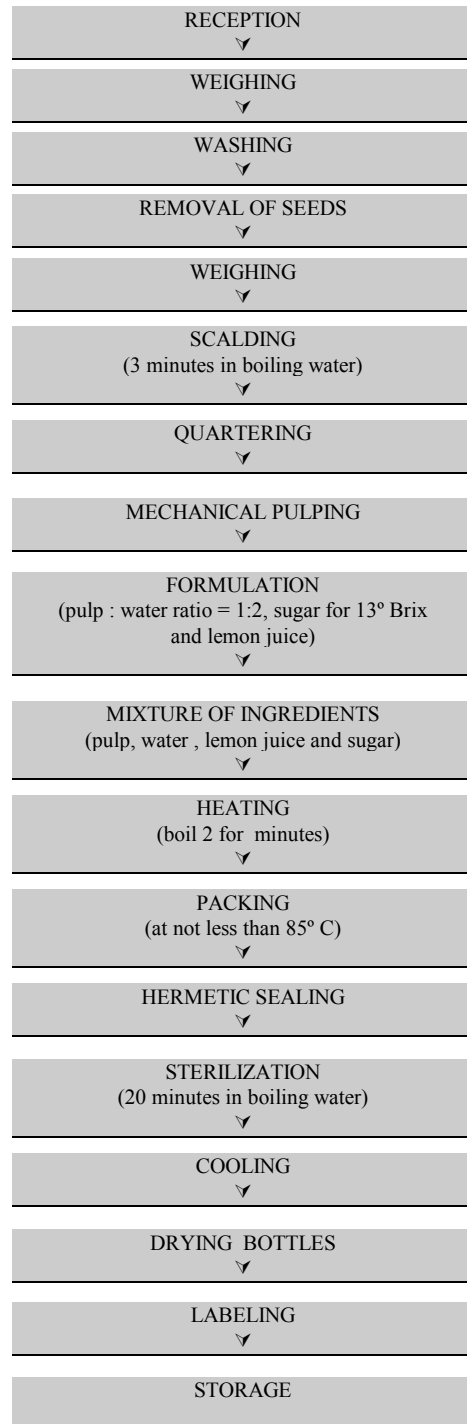 RECEPTION
WEIGHING
WASHING
REMOVAL OF SEEDS
WEIGHING
SCALDING
(3 minutes in boiling water)
QUARTERING
MECHANICAL PULPING
FORMULATION
(pulp : water ratio = 1:2, sugar for 13º Brix
and lemon juice)
MIXTURE OF INGREDIENTS
(pulp, water , lemon juice and sugar)
HEATING
(boil 2 for  minutes)
PACKING
(at not less than 85º C)
HERMETIC SEALING
STERILIZATION
(20 minutes in boiling water)
COOLING
DRYING  BOTTLES
LABELING
STORAGE